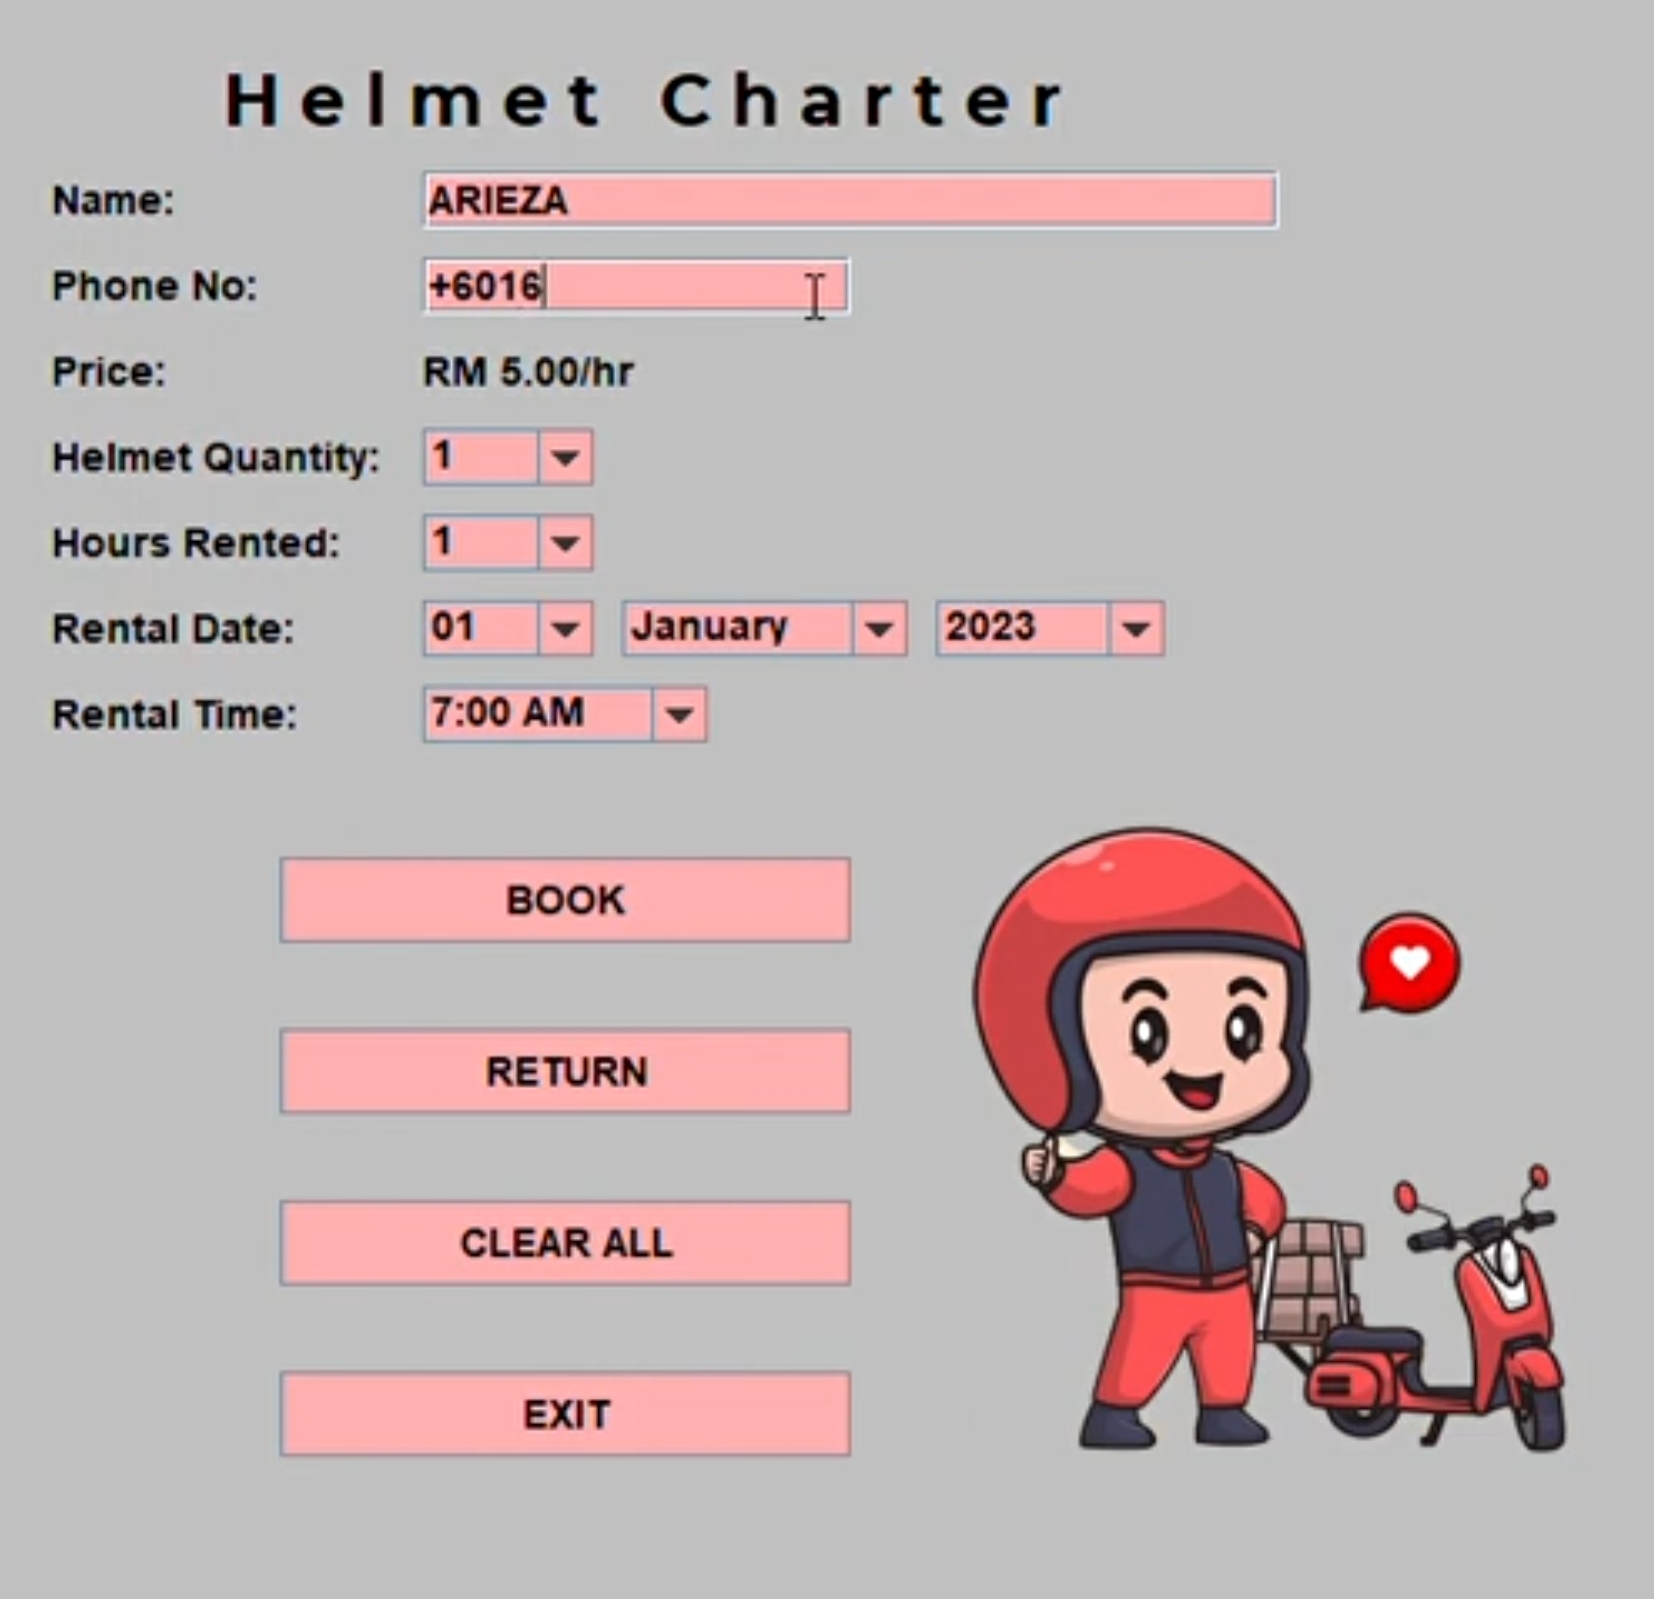 Helmet Charter
Name: ARIEZA
Phone No: +6016
Price: RM 5.00/hr
Helmet Quantity: 1
Hours Rented: 1
Rental Date: 01 January 2023
Rental Time: 7:00 AM
BOOK
RETURN
CLEAR ALL
EXIT